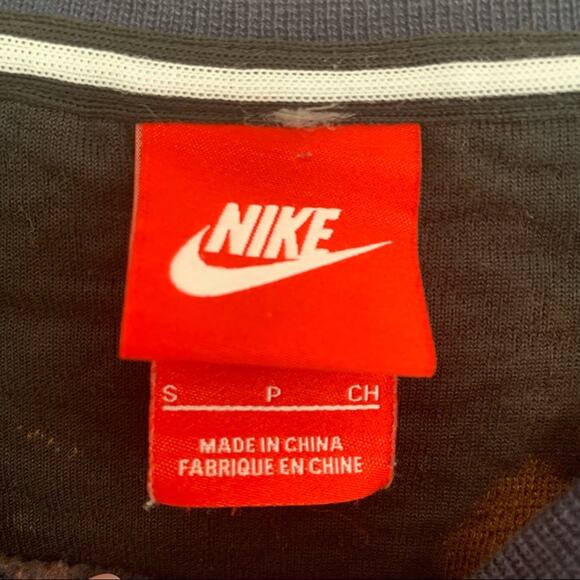 NIKE
S P CH
MADE IN CHINA
FABRIQUE EN CHINE